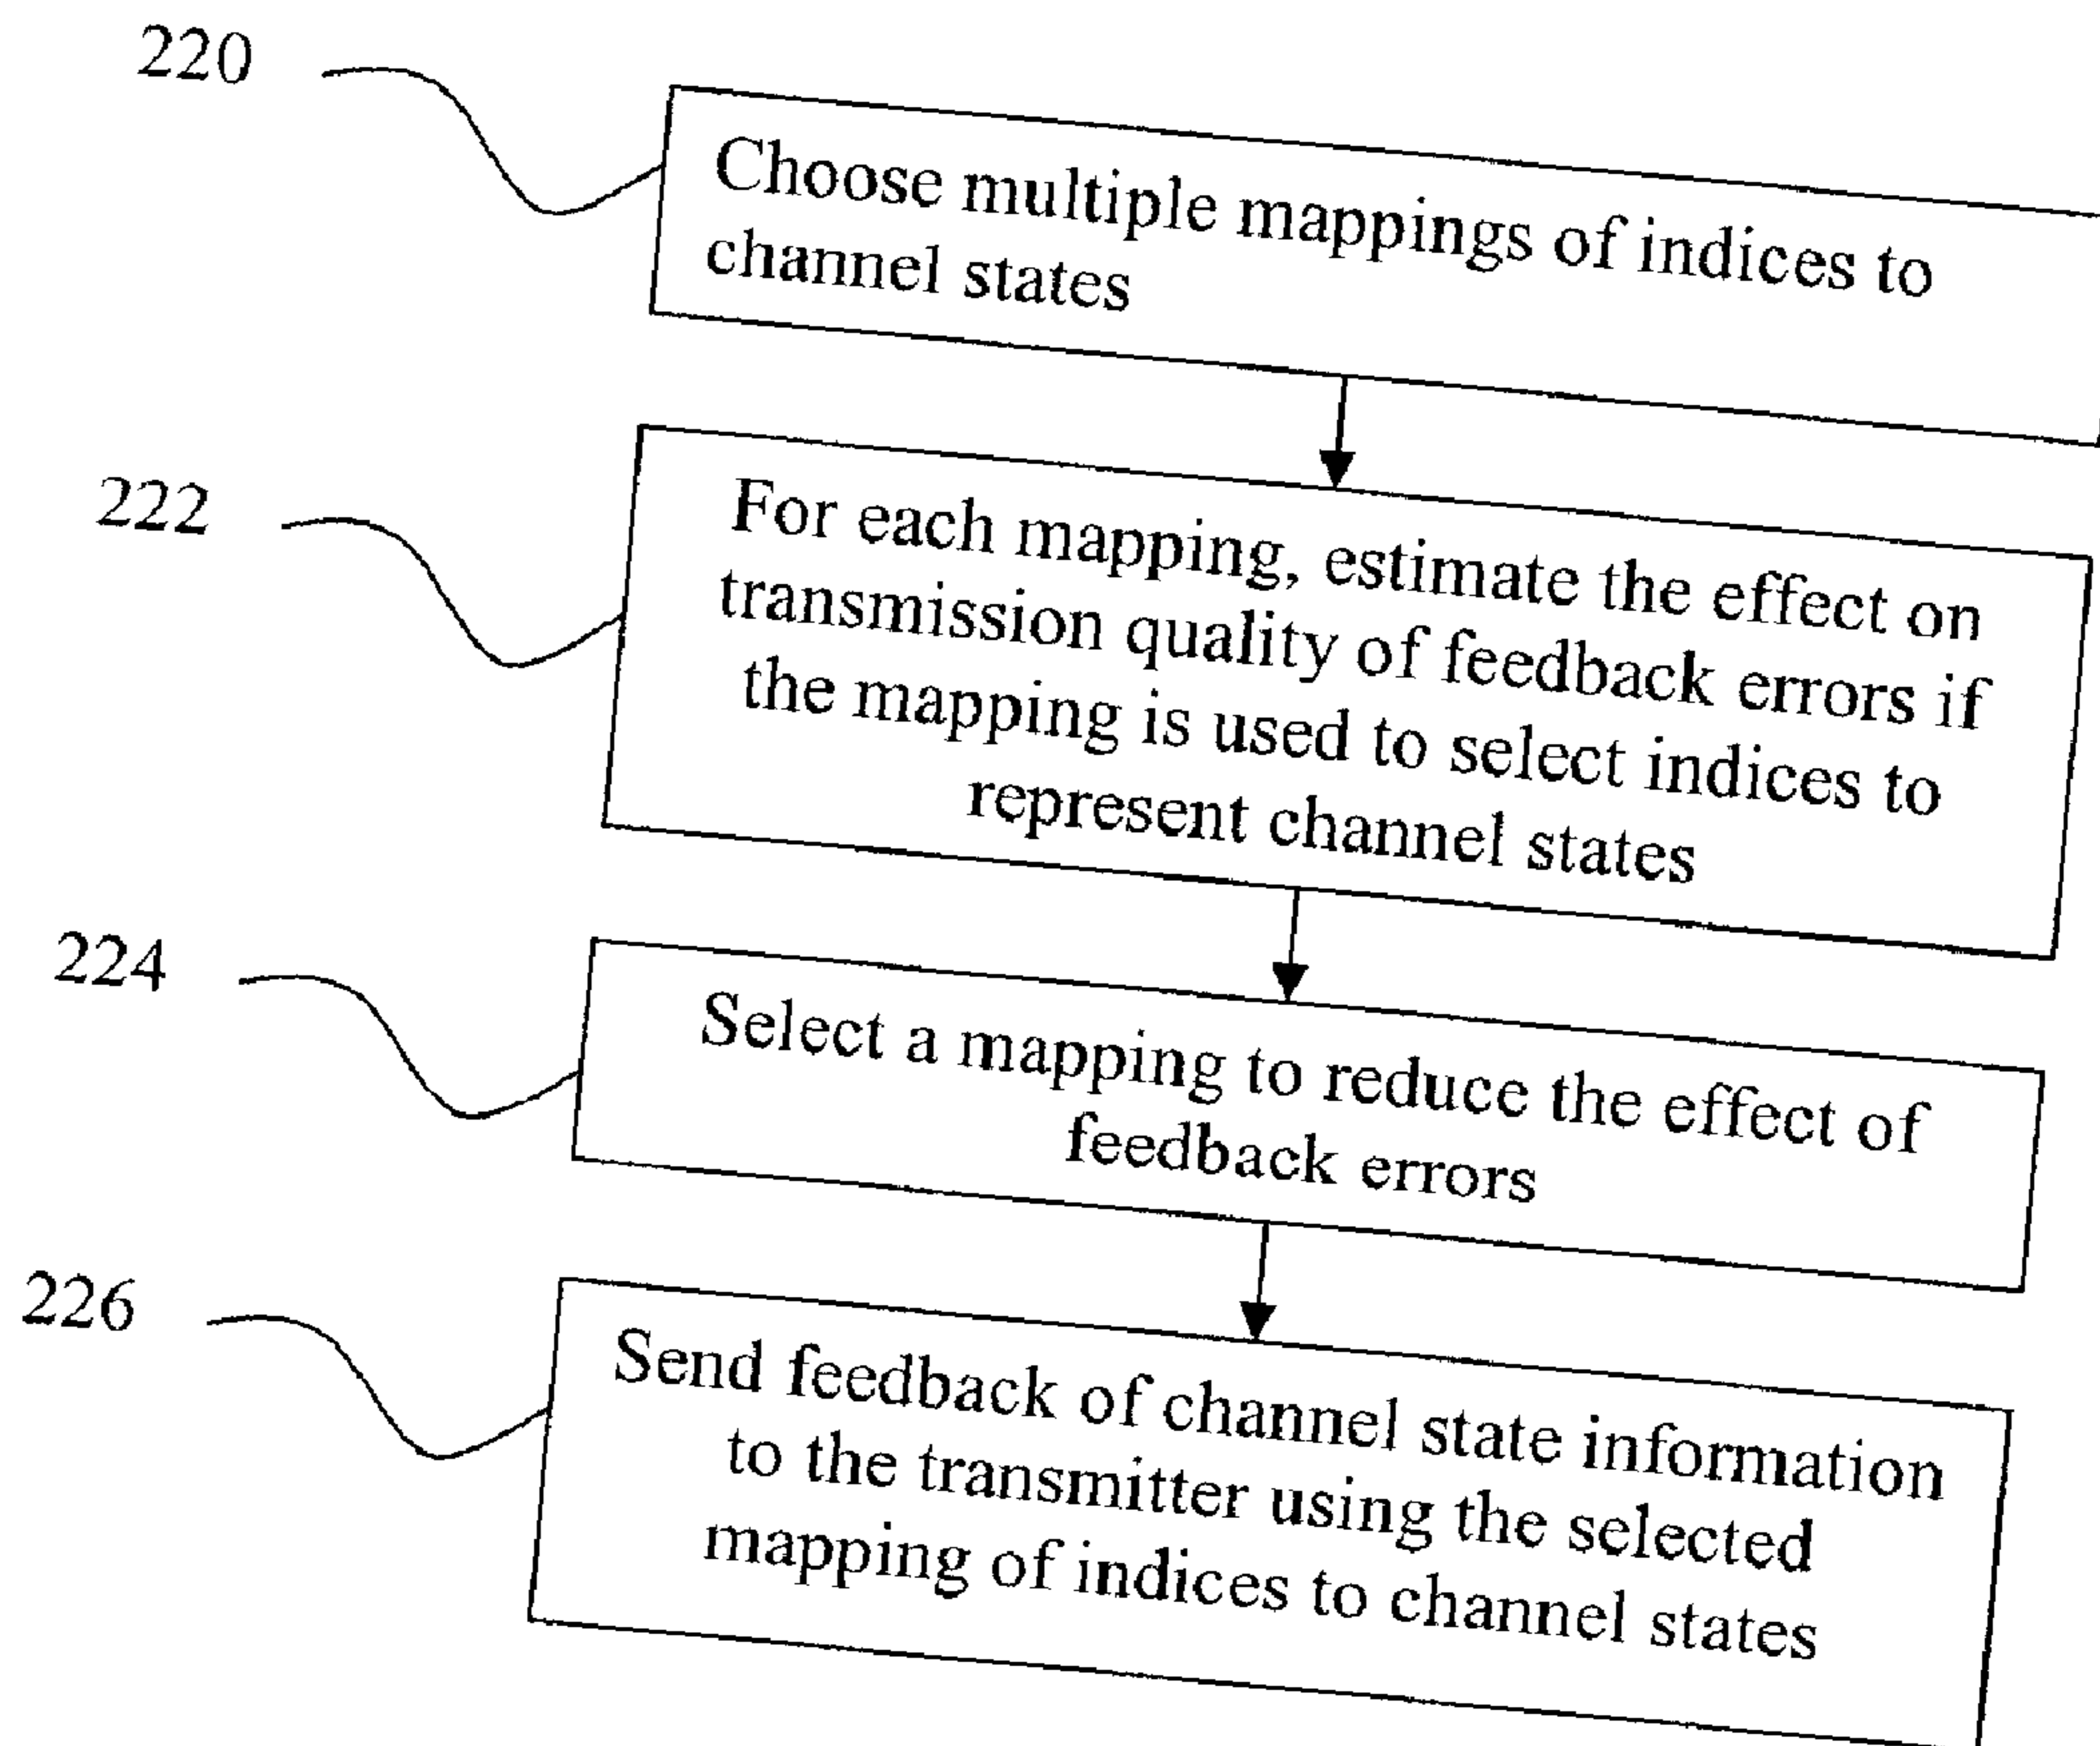 220
Choose multiple mappings of indices to
channel states
222
For each mapping, estimate the effect on
transmission quality of feedback errors if
the mapping is used to select indices to
represent channel states
224
Select a mapping to reduce the effect of
feedback errors
226
Send feedback of channel state information
to the transmitter using the selected
mapping of indices to channel states